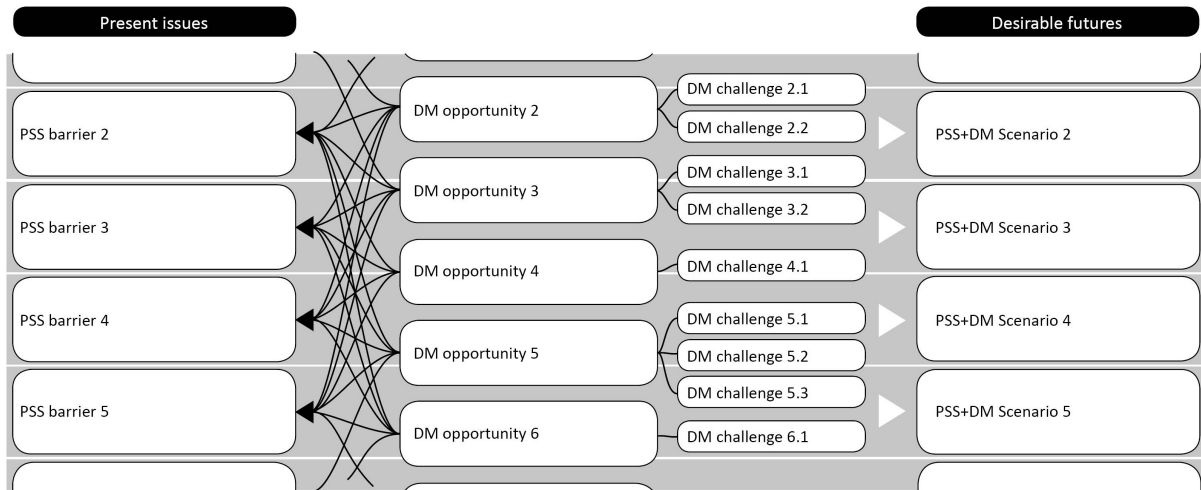 Present issues
Desirable futures
PSS barrier 2
PSS barrier 3
PSS barrier 4
PSS barrier 5
DM opportunity 2
DM opportunity 3
DM opportunity 4
DM opportunity 5
DM opportunity 6
DM challenge 2.1
DM challenge 2.2
DM challenge 3.1
DM challenge 3.2
DM challenge 4.1
DM challenge 5.1
DM challenge 5.2
DM challenge 5.3
DM challenge 6.1
PSS+DM Scenario 2
PSS+DM Scenario 3
PSS+DM Scenario 4
PSS+DM Scenario 5